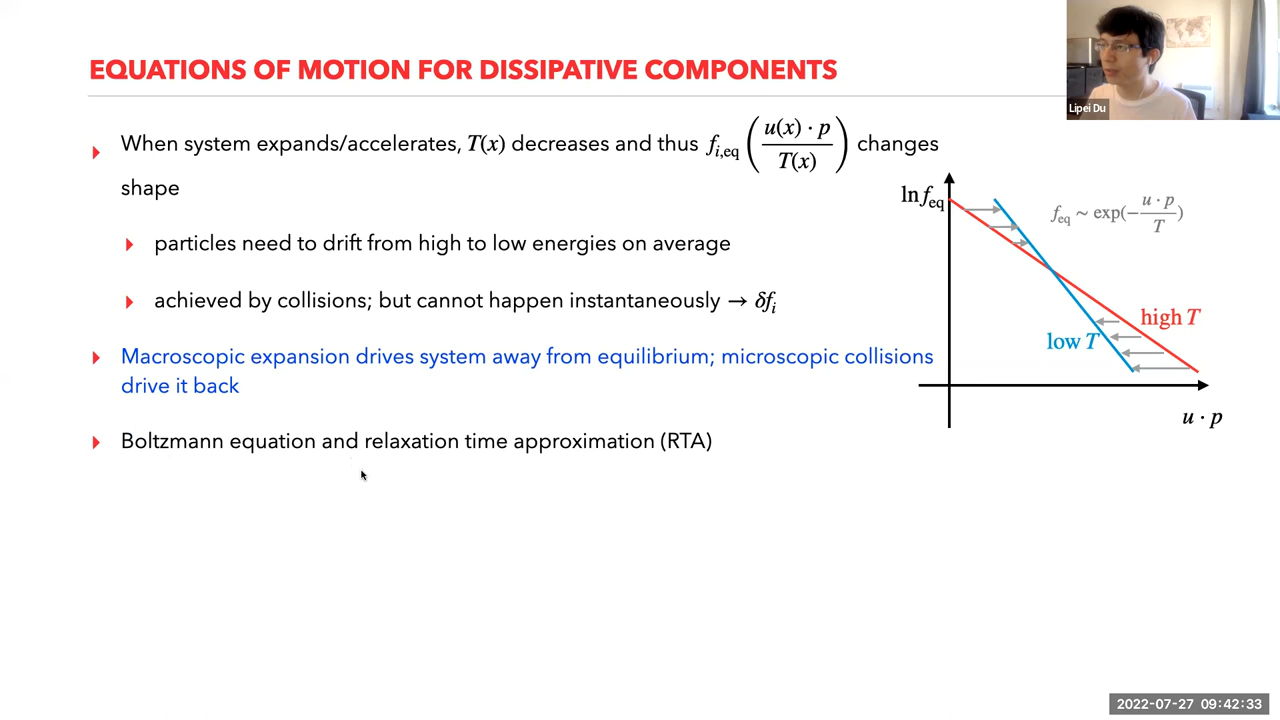 EQUATIONS OF MOTION FOR DISSIPATIVE COMPONENTS
Lipei Du
When system expands/accelerates, T(x) decreases and thus f_{i,eq} ( u(x) · p / T(x) ) changes
shape
particles need to drift from high to low energies on average
achieved by collisions; but cannot happen instantaneously → δf_i
Macroscopic expansion drives system away from equilibrium; microscopic collisions
drive it back
Boltzmann equation and relaxation time approximation (RTA)
ln f_eq
f_eq ~ exp(− u · p / T )
high T
low T
u · p
2022-07-27 09:42:33